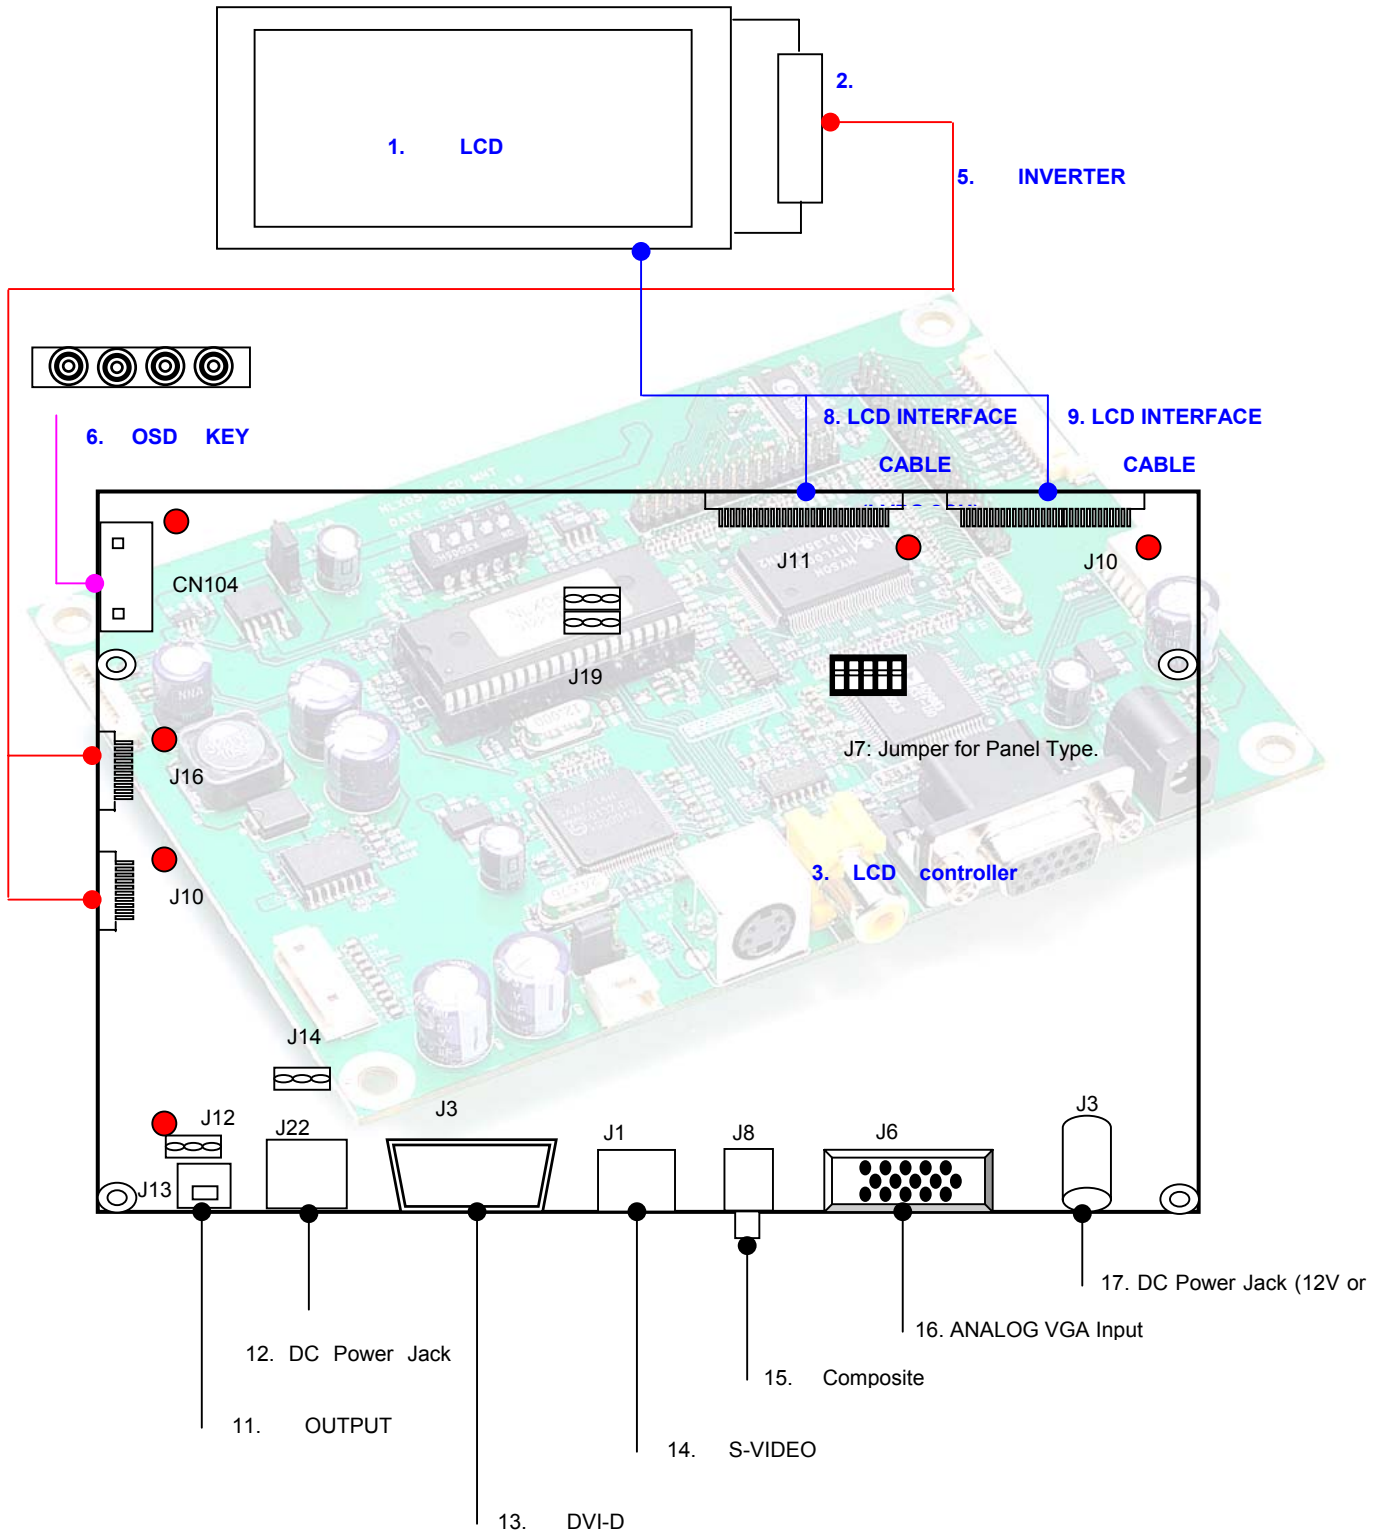 2.
1. LCD
5. INVERTER
8. LCD INTERFACE
CABLE
9. LCD INTERFACE
CABLE
6. OSD KEY
J11
J10
CN104
J19
J7: Jumper for Panel Type.
J16
J10
3. LCD controller
J14
J12
J22
J3
J1
J8
J6
J3
J13
17. DC Power Jack (12V or
16. ANALOG VGA Input
12. DC Power Jack
15. Composite
11. OUTPUT
14. S-VIDEO
13. DVI-D